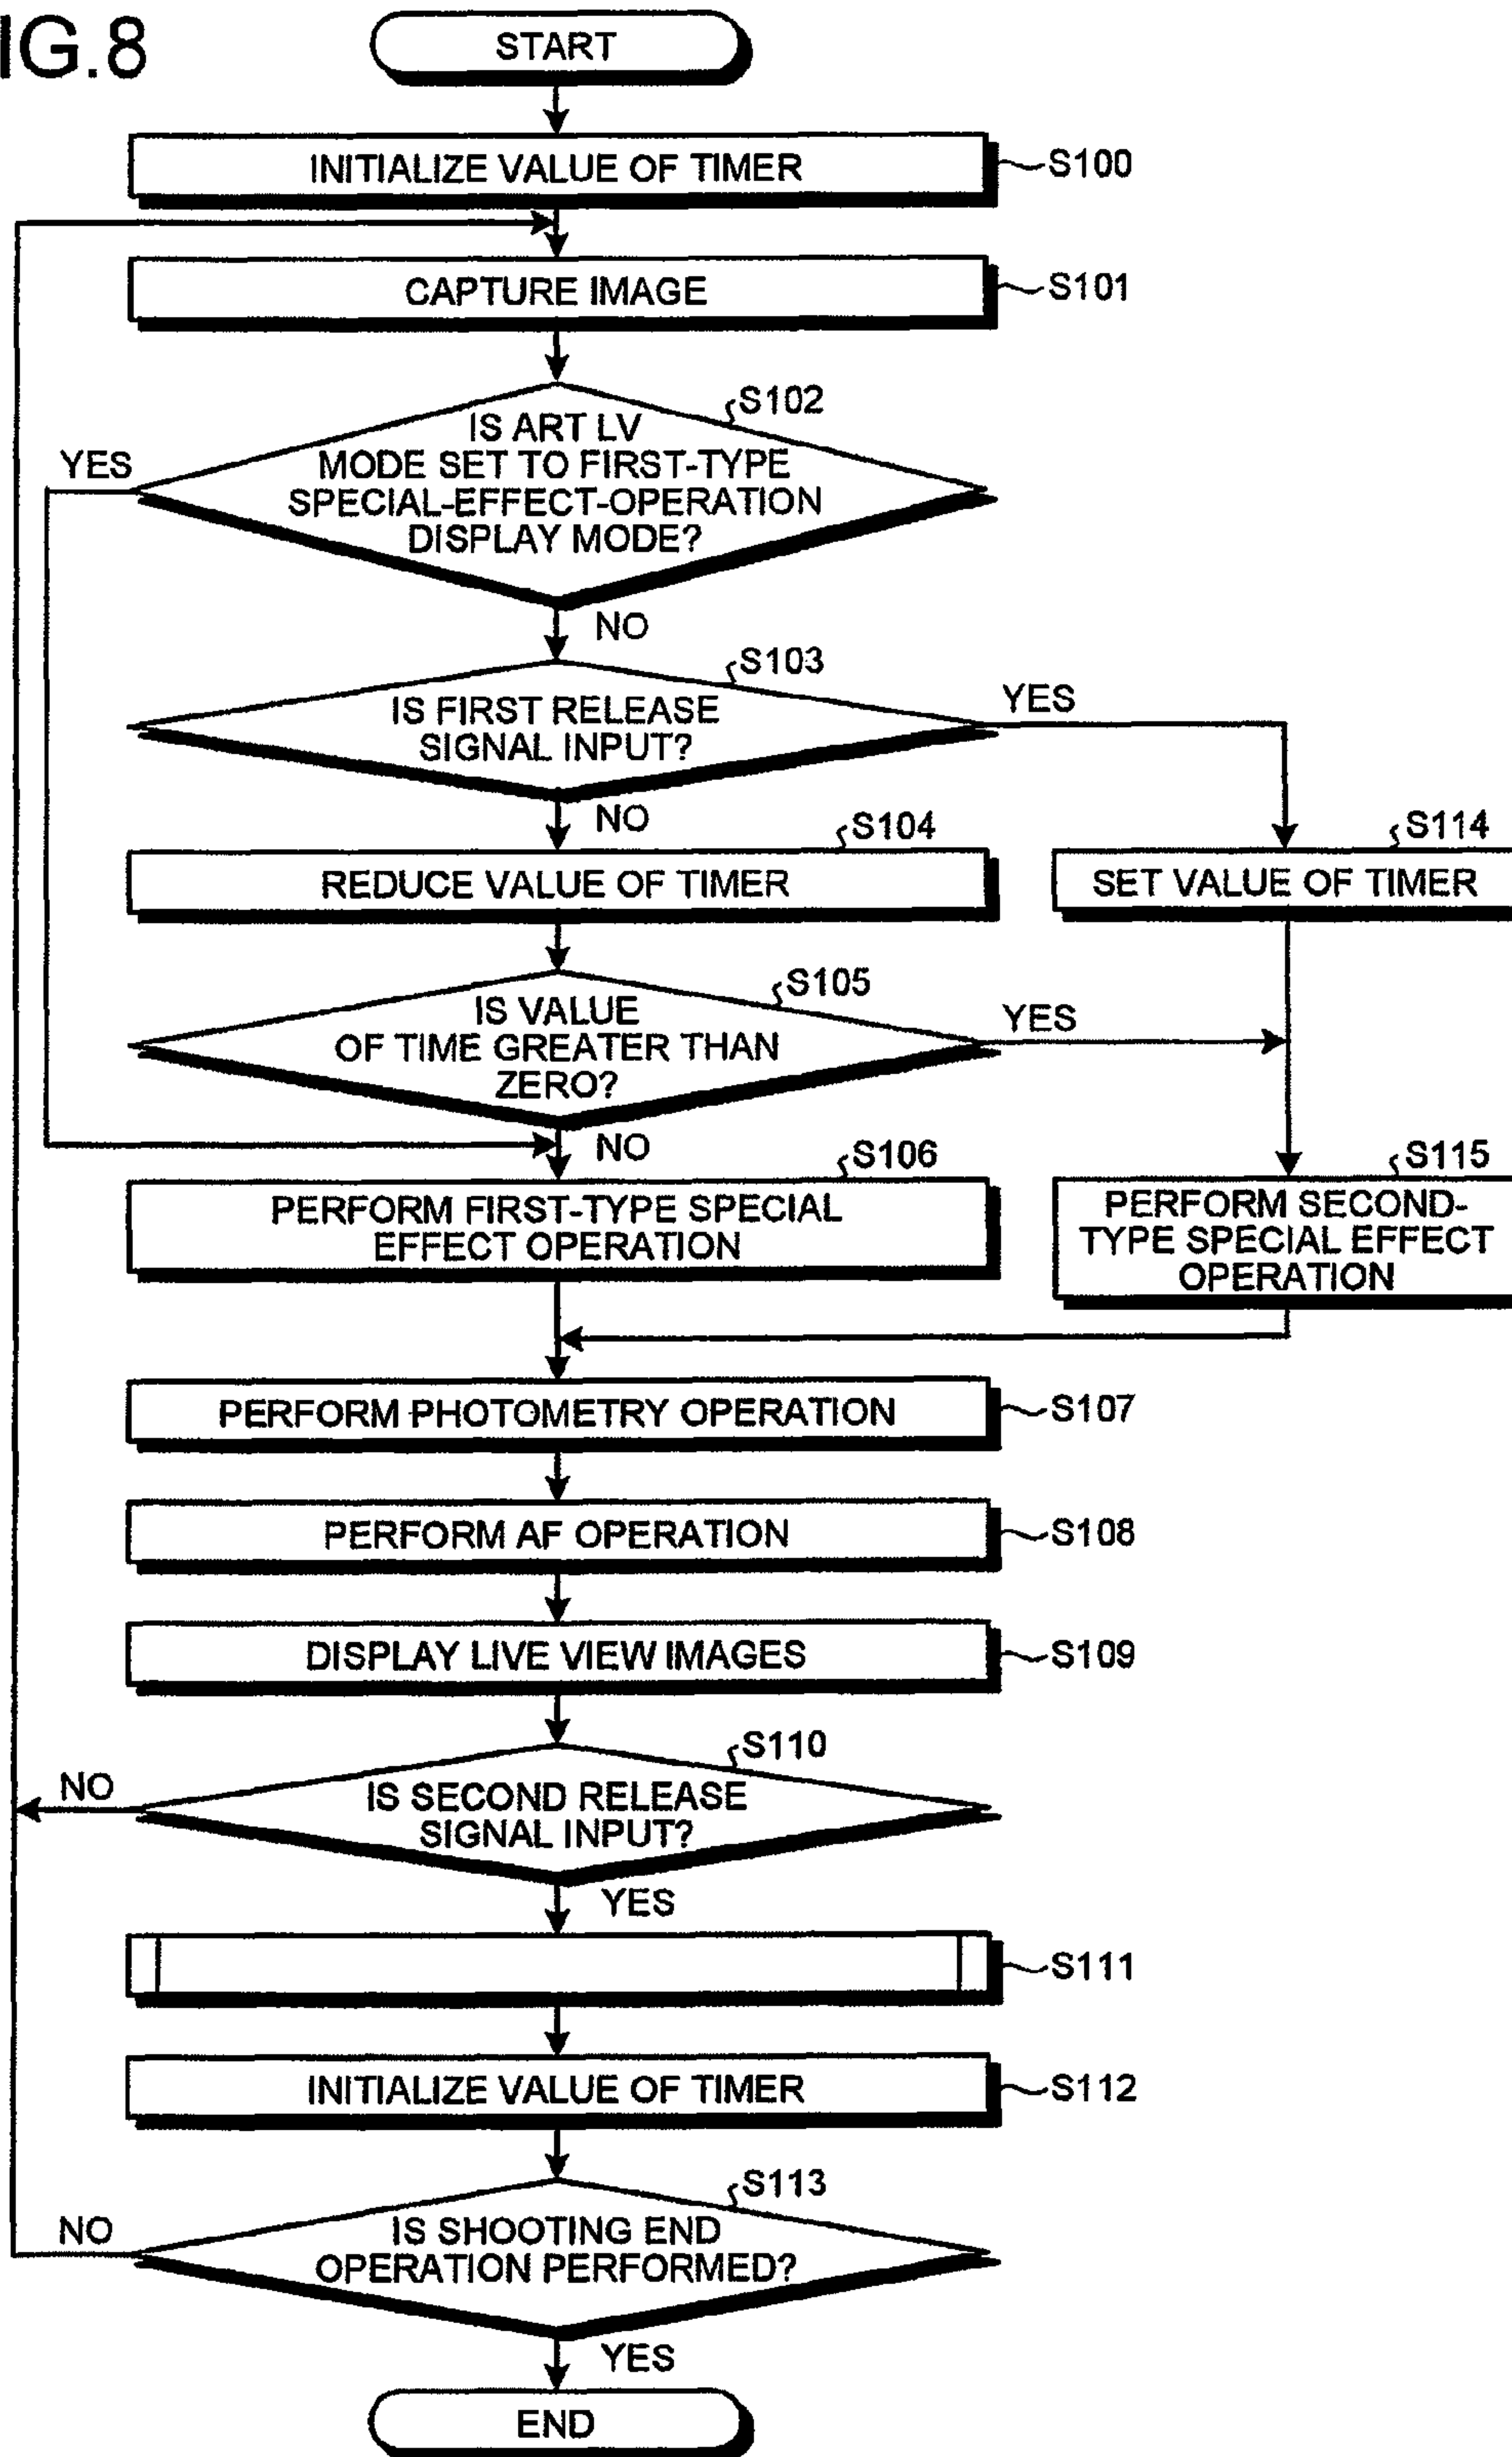 IG.8
START
INITIALIZE VALUE OF TIMER
S100
CAPTURE IMAGE
S101
S102
IS ART LV
MODE SET TO FIRST-TYPE
SPECIAL-EFFECT-OPERATION
DISPLAY MODE?
YES
NO
S103
IS FIRST RELEASE
SIGNAL INPUT?
YES
NO
S104
REDUCE VALUE OF TIMER
S114
SET VALUE OF TIMER
S105
IS VALUE
OF TIME GREATER THAN
ZERO?
YES
NO
S106
PERFORM FIRST-TYPE SPECIAL
EFFECT OPERATION
S115
PERFORM SECOND-
TYPE SPECIAL EFFECT
OPERATION
PERFORM PHOTOMETRY OPERATION
S107
PERFORM AF OPERATION
S108
DISPLAY LIVE VIEW IMAGES
S109
S110
NO
IS SECOND RELEASE
SIGNAL INPUT?
YES
S111
INITIALIZE VALUE OF TIMER
S112
S113
NO
IS SHOOTING END
OPERATION PERFORMED?
YES
END